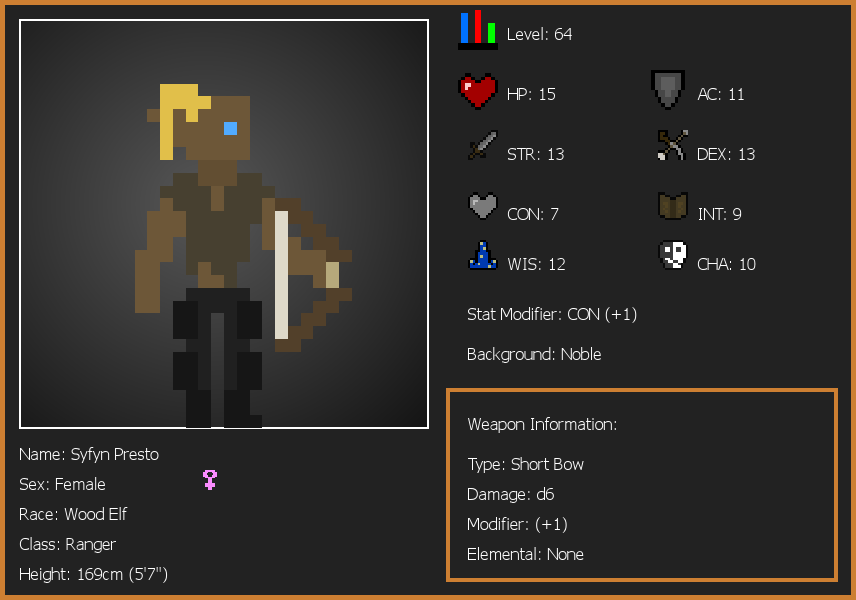 Level: 64
HP: 15
AC: 11
STR: 13
DEX: 13
CON: 7
INT: 9
WIS: 12
CHA: 10
Stat Modifier: CON (+1)
Background: Noble
Weapon Information:
Type: Short Bow
Damage: d6
Modifier: (+1)
Elemental: None
Name: Syfyn Presto
Sex: Female
Race: Wood Elf
Class: Ranger
Height: 169cm (5'7")